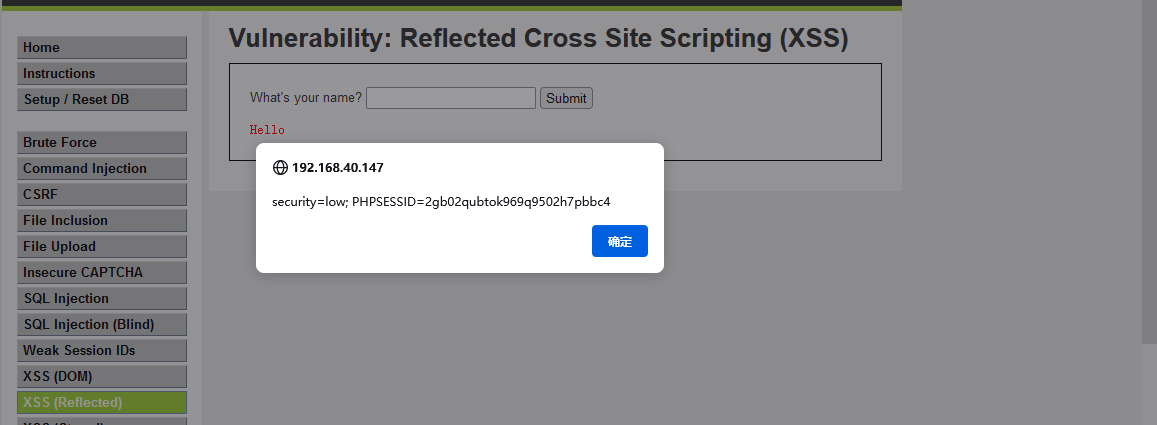 Vulnerability: Reflected Cross Site Scripting (XSS)
Home
Instructions
Setup / Reset DB
Brute Force
Command Injection
CSRF
File Inclusion
File Upload
Insecure CAPTCHA
SQL Injection
SQL Injection (Blind)
Weak Session IDs
XSS (DOM)
XSS (Reflected)
What's your name? Submit
Hello
192.168.40.147
security=low; PHPSESSID=2gb02qubtok969q9502h7pbbc4
确定